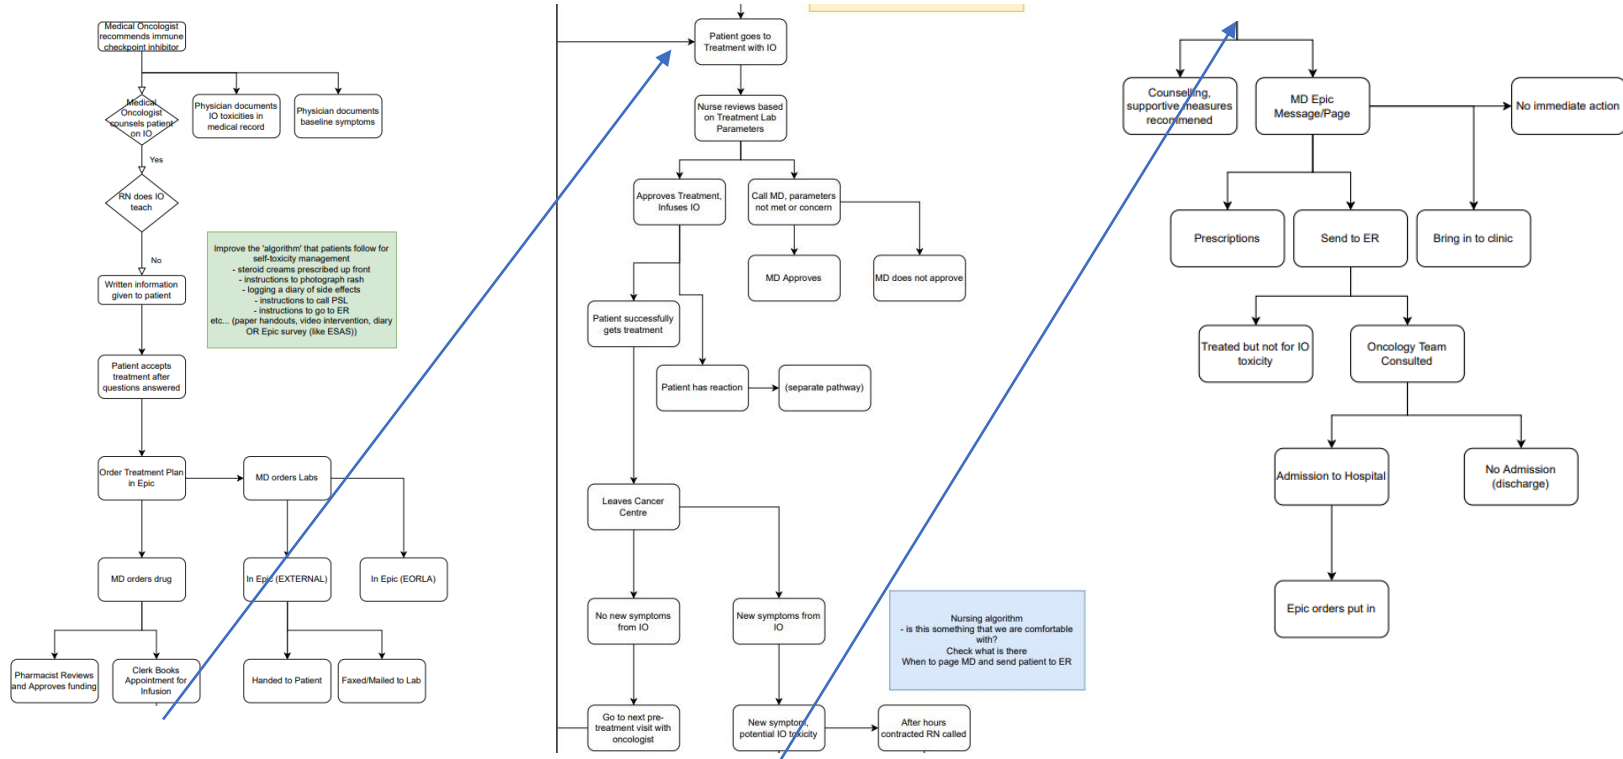 Medical Oncologist
recommends immune
checkpoint inhibitor
Medical
Oncologist
counsels patient
on IO
Physician documents
IO toxicities in
medical record
Physician documents
baseline symptoms
Yes
RN does IO
teach
No
Written information
given to patient
Improve the 'algorithm' that patients follow for
self-toxicity management
- steroid creams prescribed up front
- instructions to photograph rash
- logging a diary of side effects
- instructions to call PSL
- instructions to go to ER
etc... (paper handouts, video intervention, diary
OR Epic survey (like ESAS))
Patient accepts
treatment after
questions answered
Order Treatment Plan
in Epic
MD orders Labs
MD orders drug
In Epic (EXTERNAL)
In Epic (EORLA)
Pharmacist Reviews
and Approves funding
Clerk Books
Appointment for
Infusion
Handed to Patient
Faxed/Mailed to Lab
Patient goes to
Treatment with IO
Nurse reviews based
on Treatment Lab
Parameters
Approves Treatment,
Infuses IO
Call MD, parameters
not met or concern
MD Approves
MD does not approve
Patient successfully
gets treatment
Patient has reaction
(separate pathway)
Leaves Cancer
Centre
No new symptoms
from IO
New symptoms from
IO
Nursing algorithm
- is this something that we are comfortable
with?
Check what is there
When to page MD and send patient to ER
Go to next pre-
treatment visit with
oncologist
New symptom,
potential IO toxicity
After hours
contracted RN called
Counselling,
supportive measures
recommened
MD Epic
Message/Page
No immediate action
Prescriptions
Send to ER
Bring in to clinic
Treated but not for IO
toxicity
Oncology Team
Consulted
Admission to Hospital
No Admission
(discharge)
Epic orders put in